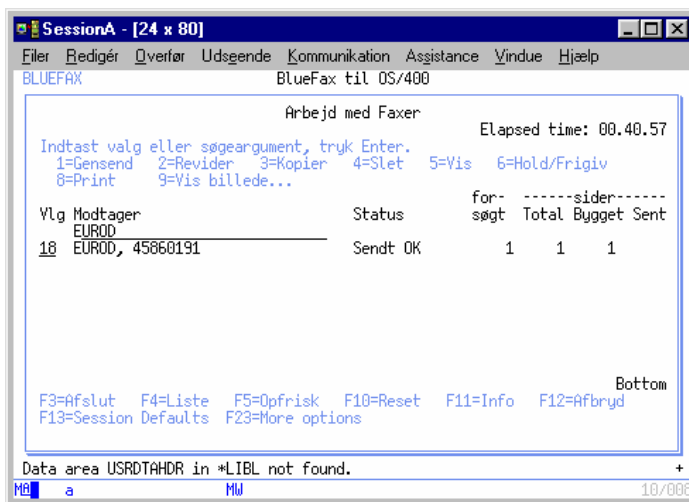 SessionA - [24 x 80]
Filer Redigér Overfør Udseende Kommunikation Assistance Vindue Hjælp
BLUEFAX BlueFax til OS/400
Arbejd med Faxer
Elapsed time: 00.40.57
Indtast valg eller søgeargument, tryk Enter.
1=Gensend 2=Revider 3=Kopier 4=Slet 5=Vis 6=Hold/Frigiv
8=Print 9=Vis billede...
for- ------sider------
Vlg Modtager Status søgt Total Bygget Sent
EUROD
18 EUROD, 45860191 Sendt OK 1 1 1
Bottom
F3=Afslut F4=Liste F5=Opfrisk F10=Reset F11=Info F12=Afbryd
F13=Session Defaults F23=More options
Data area USRDTAHDR in *LIBL not found. +
MA a MW 10/008